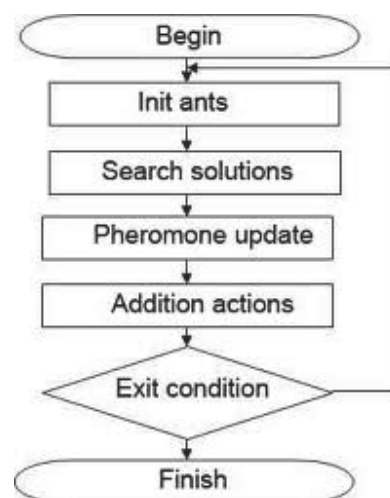 Begin
Init ants
Search solutions
Pheromone update
Addition actions
Exit condition
Finish